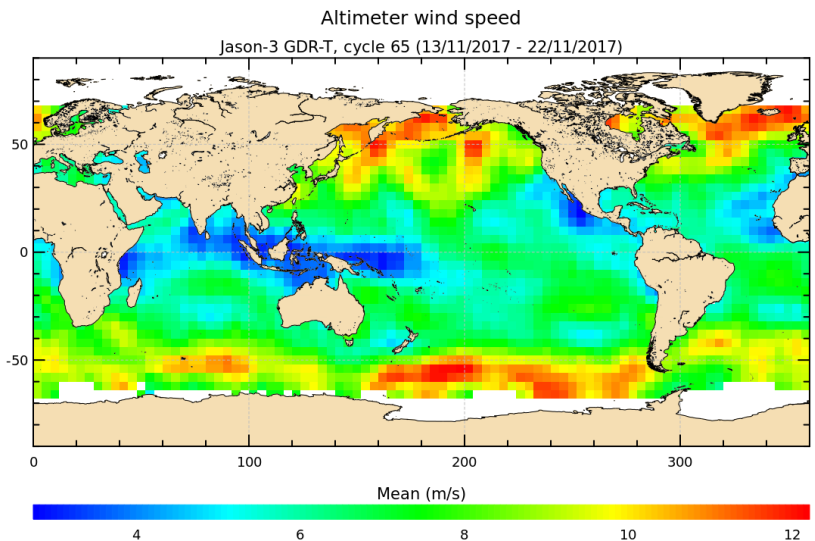 Altimeter wind speed
Jason-3 GDR-T, cycle 65 (13/11/2017 - 22/11/2017)
50
0
-50
0 100 200 300
Mean (m/s)
4 6 8 10 12